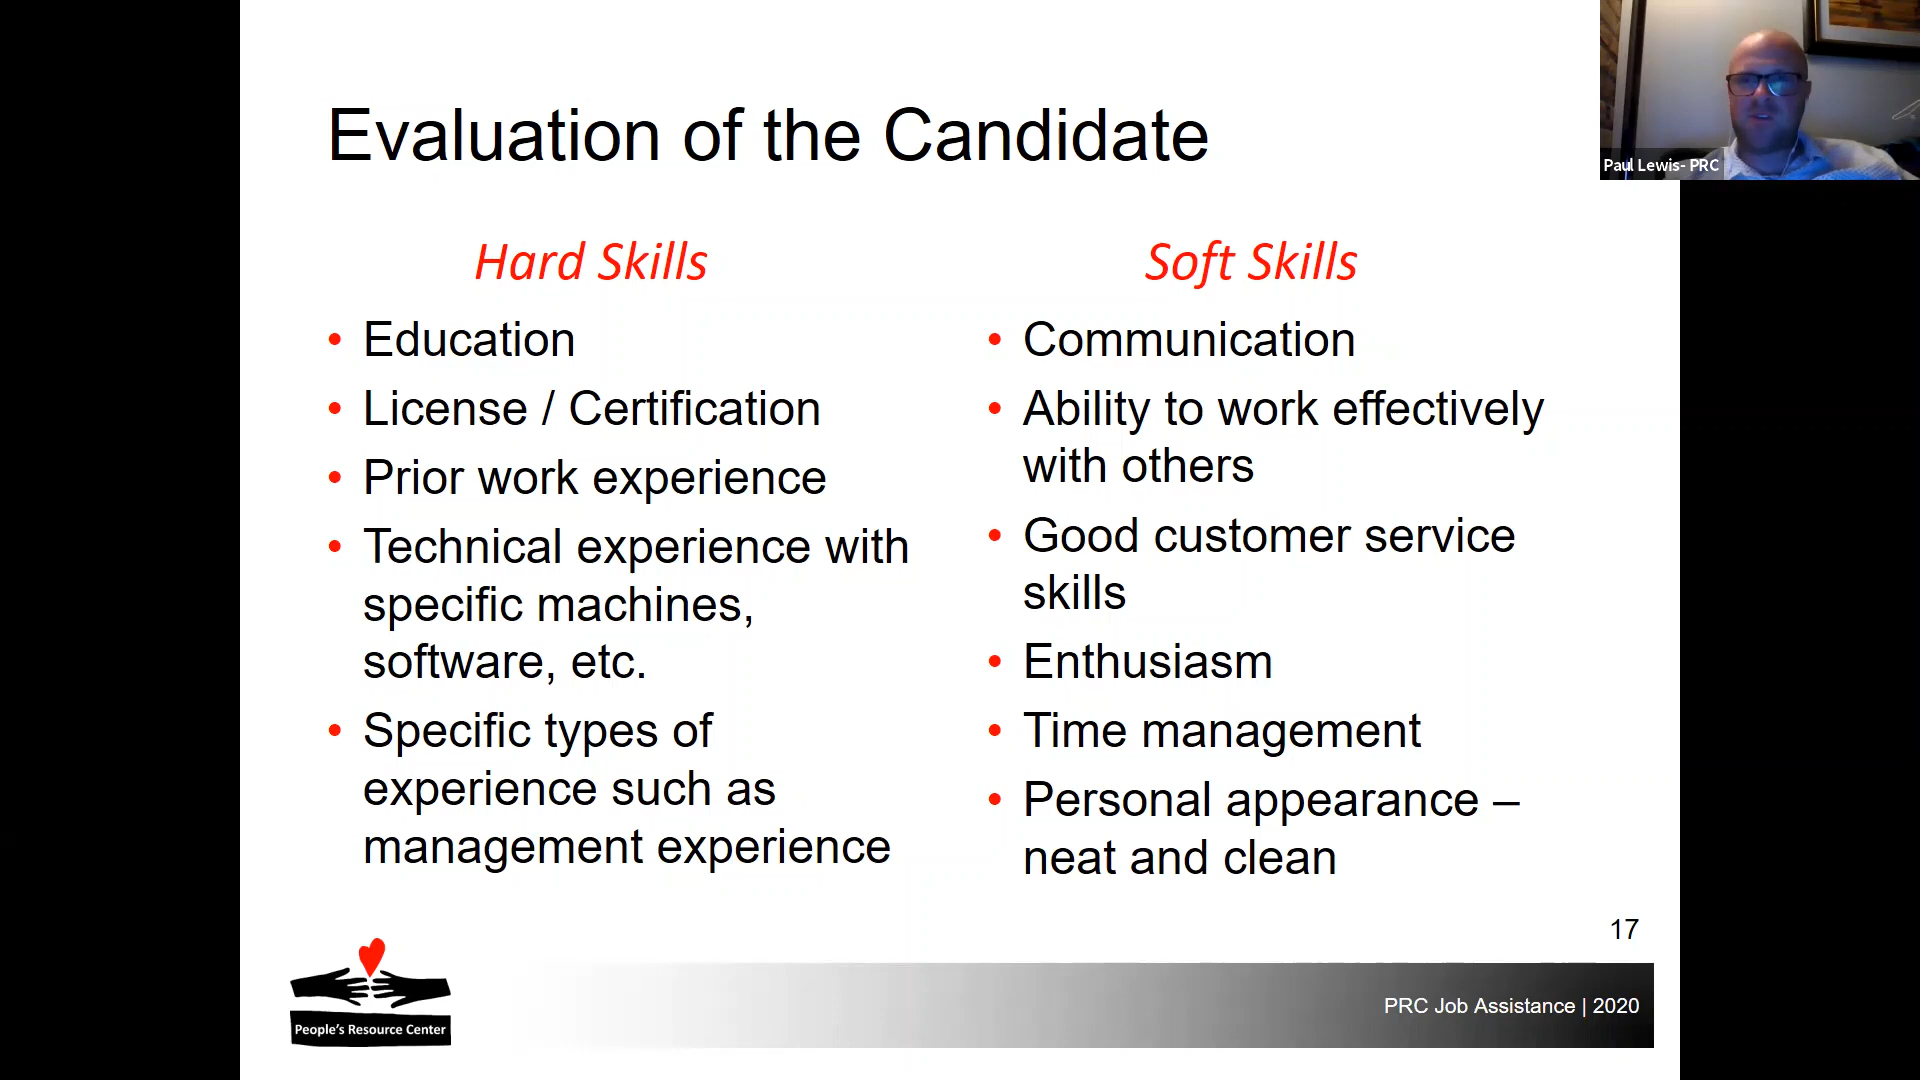 Evaluation of the Candidate
Paul Lewis- PRC
Hard Skills
• Education
• License / Certification
• Prior work experience
• Technical experience with
specific machines,
software, etc.
• Specific types of
experience such as
management experience
Soft Skills
• Communication
• Ability to work effectively
with others
• Good customer service
skills
• Enthusiasm
• Time management
• Personal appearance –
neat and clean
17
People's Resource Center
PRC Job Assistance | 2020